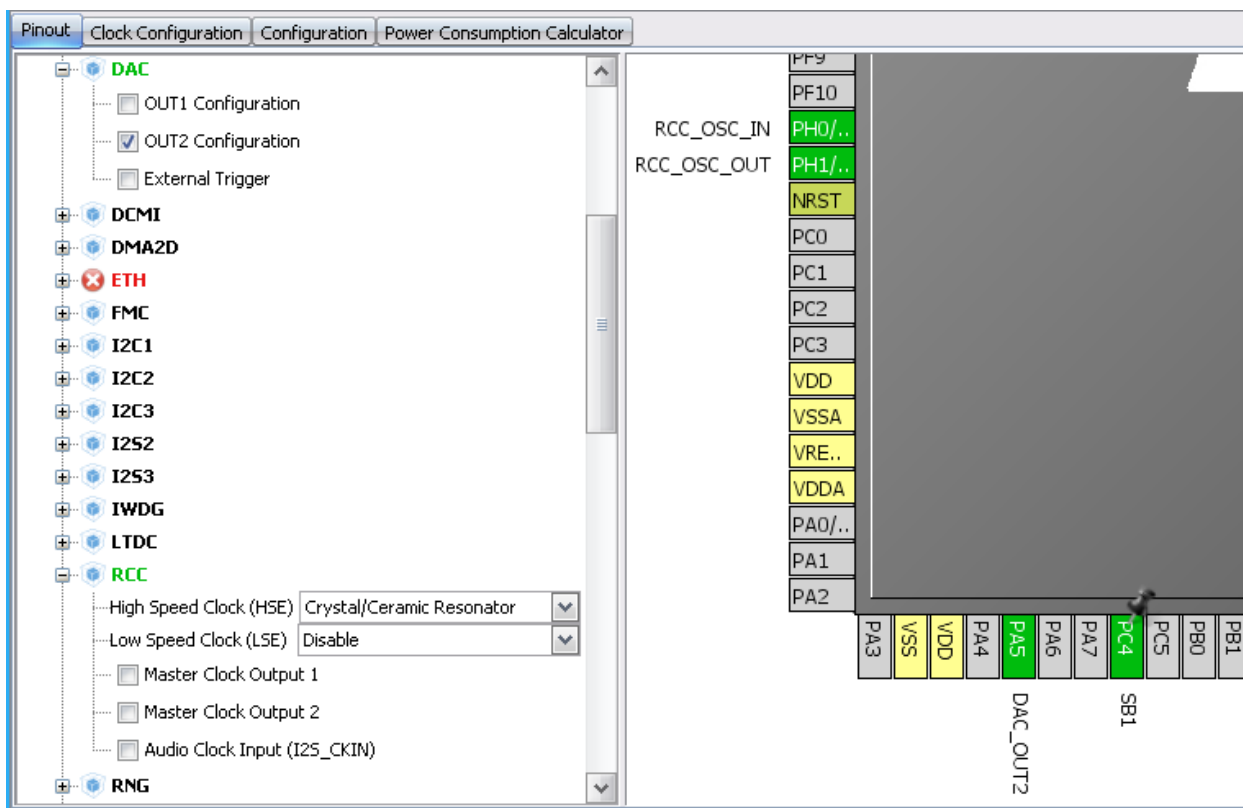 Pinout Clock Configuration Configuration Power Consumption Calculator
DAC
OUT1 Configuration
OUT2 Configuration
External Trigger
DCMI
DMA2D
ETH
FMC
I2C1
I2C2
I2C3
I2S2
I2S3
IWDG
LTDC
RCC
High Speed Clock (HSE) Crystal/Ceramic Resonator
Low Speed Clock (LSE) Disable
Master Clock Output 1
Master Clock Output 2
Audio Clock Input (I2S_CKIN)
RNG
PF9
PF10
RCC_OSC_IN PH0/..
RCC_OSC_OUT PH1/..
NRST
PC0
PC1
PC2
PC3
VDD
VSSA
VRE..
VDDA
PA0/..
PA1
PA2
PA3
VSS
VDD
PA4
PA5
PA6
PA7
PC4
PC5
PB0
PB1
DAC_OUT2
SB1